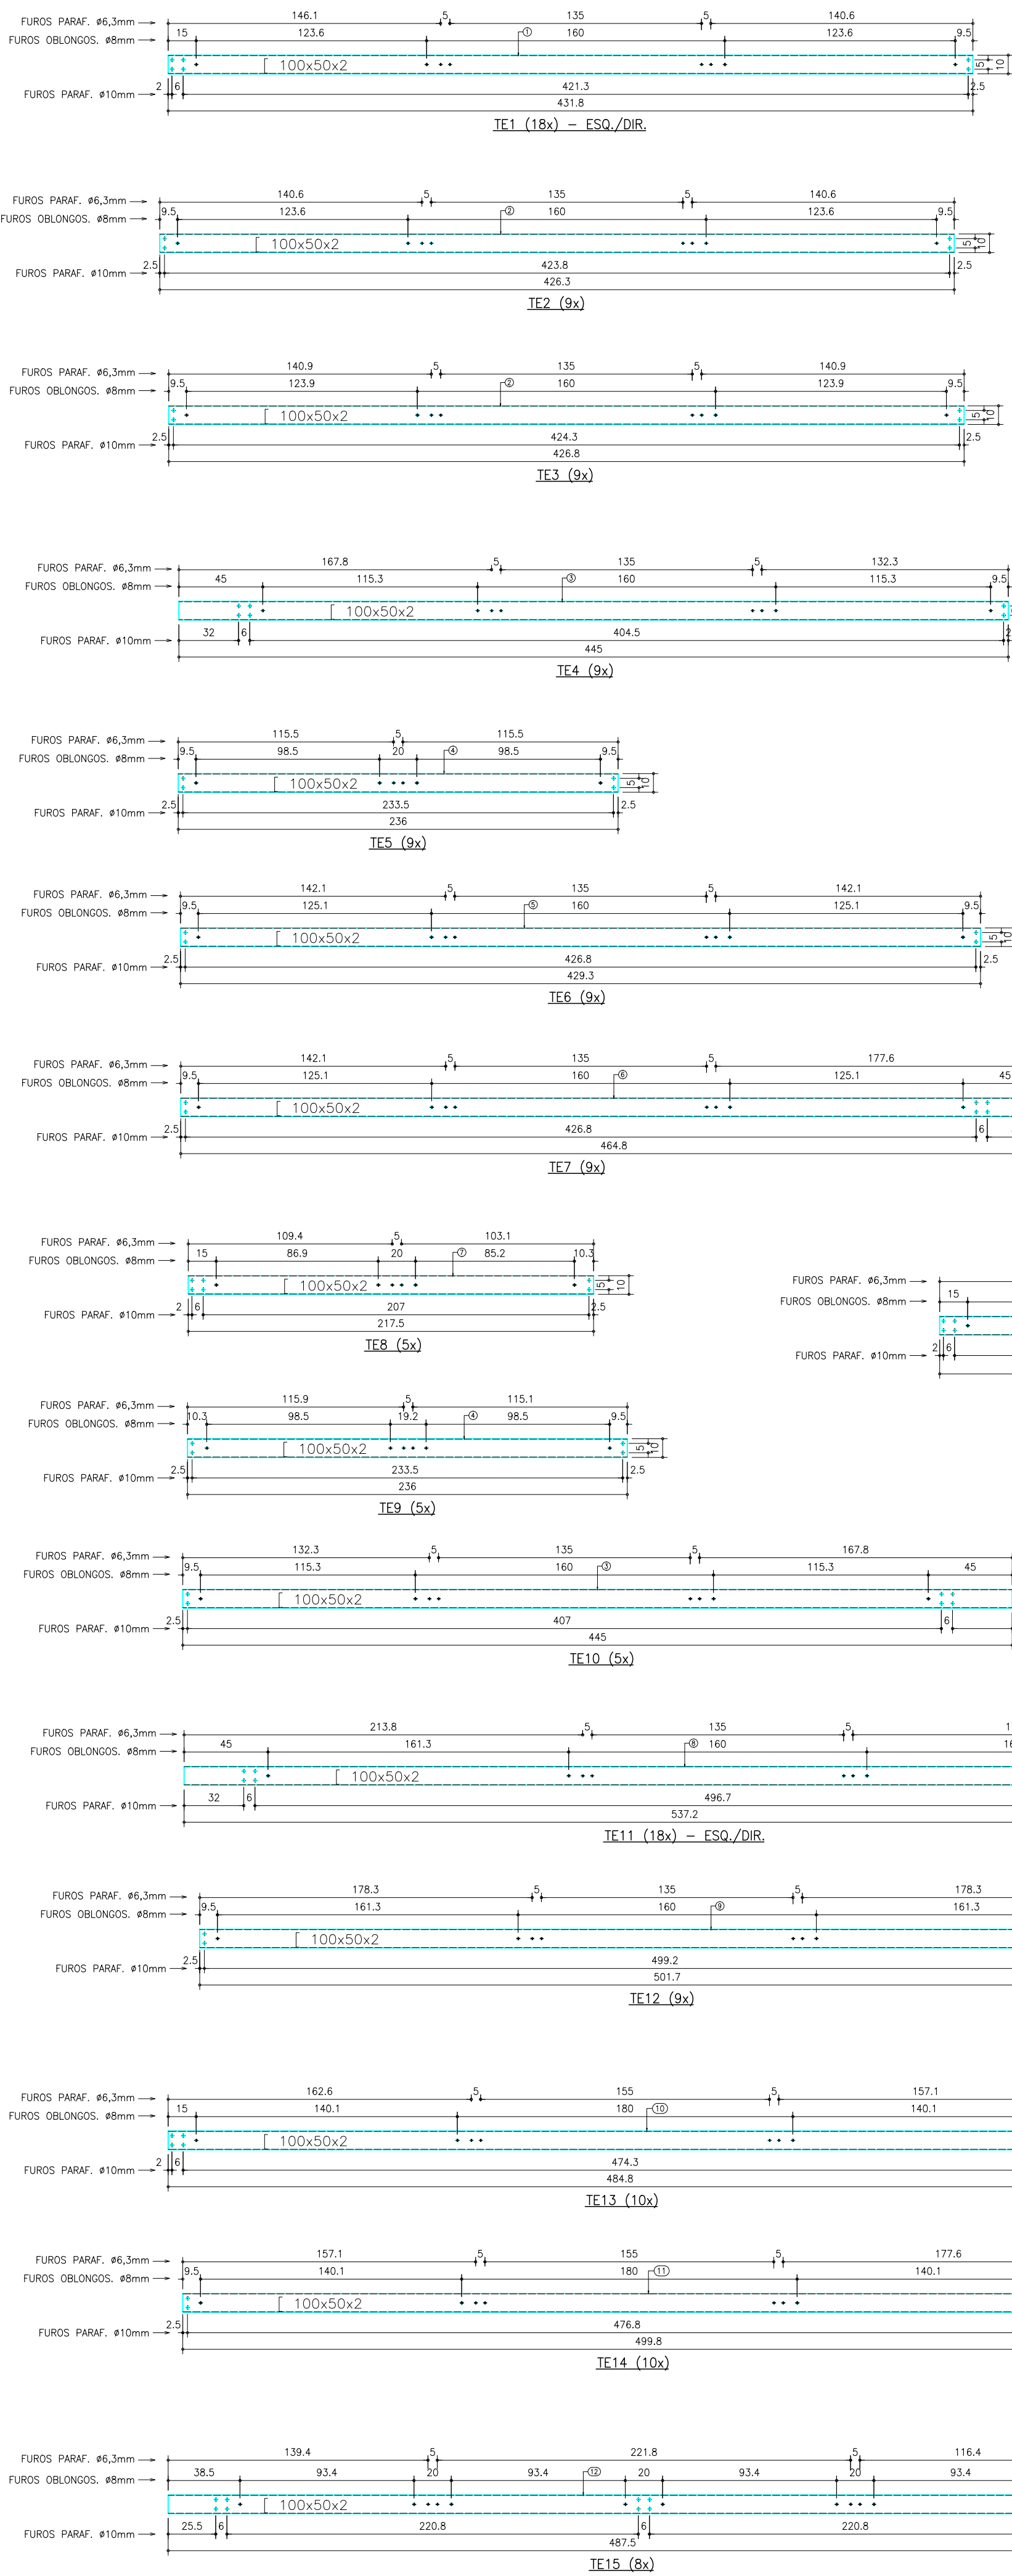 146.1 5 135 5 140.6
FUROS PARAF. ø6,3mm
15 123.6 ① 160 123.6 9.5
FUROS OBLONGOS. ø8mm
100x50x2 5 10
2 6 421.3 2.5
FUROS PARAF. ø10mm
431.8
TE1 (18x) – ESQ./DIR.
140.6 5 135 5 140.6
FUROS PARAF. ø6,3mm
9.5 123.6 ② 160 123.6 9.5
FUROS OBLONGOS. ø8mm
100x50x2 5 10
2.5 423.8 2.5
FUROS PARAF. ø10mm
426.3
TE2 (9x)
140.9 5 135 5 140.9
FUROS PARAF. ø6,3mm
9.5 123.9 ② 160 123.9 9.5
FUROS OBLONGOS. ø8mm
100x50x2 5 10
2.5 424.3 2.5
FUROS PARAF. ø10mm
426.8
TE3 (9x)
167.8 5 135 5 132.3
FUROS PARAF. ø6,3mm
45 115.3 ③ 160 115.3 9.5
FUROS OBLONGOS. ø8mm
100x50x2
32 6 404.5 2
FUROS PARAF. ø10mm
445
TE4 (9x)
115.5 5 115.5
FUROS PARAF. ø6,3mm
9.5 98.5 20 ④ 98.5 9.5
FUROS OBLONGOS. ø8mm
100x50x2 5 10
2.5 233.5 2.5
FUROS PARAF. ø10mm
236
TE5 (9x)
142.1 5 135 5 142.1
FUROS PARAF. ø6,3mm
9.5 125.1 ⑤ 160 125.1 9.5
FUROS OBLONGOS. ø8mm
100x50x2 5 10
2.5 426.8 2.5
FUROS PARAF. ø10mm
429.3
TE6 (9x)
142.1 5 135 5 177.6
FUROS PARAF. ø6,3mm
9.5 125.1 160 ⑥ 125.1 45
FUROS OBLONGOS. ø8mm
100x50x2
2.5 426.8 6
FUROS PARAF. ø10mm
464.8
TE7 (9x)
109.4 5 103.1
FUROS PARAF. ø6,3mm
15 86.9 20 ⑦ 85.2 10.3
FUROS OBLONGOS. ø8mm
100x50x2 5 10
2 6 207 2.5
FUROS PARAF. ø10mm
217.5
TE8 (5x)
FUROS PARAF. ø6,3mm
15
FUROS OBLONGOS. ø8mm
2 6
FUROS PARAF. ø10mm
115.9 5 115.1
FUROS PARAF. ø6,3mm
10.3 98.5 19.2 ④ 98.5 9.5
FUROS OBLONGOS. ø8mm
100x50x2 5 10
2.5 233.5 2.5
FUROS PARAF. ø10mm
236
TE9 (5x)
132.3 5 135 5 167.8
FUROS PARAF. ø6,3mm
9.5 115.3 160 ③ 115.3 45
FUROS OBLONGOS. ø8mm
100x50x2
2.5 407 6
FUROS PARAF. ø10mm
445
TE10 (5x)
213.8 5 135 5
FUROS PARAF. ø6,3mm
45 161.3 ⑧ 160
FUROS OBLONGOS. ø8mm
100x50x2
32 6 496.7
FUROS PARAF. ø10mm
537.2
TE11 (18x) – ESQ./DIR.
178.3 5 135 5 178.3
FUROS PARAF. ø6,3mm
9.5 161.3 160 ⑨ 161.3
FUROS OBLONGOS. ø8mm
100x50x2
2.5 499.2
FUROS PARAF. ø10mm
501.7
TE12 (9x)
162.6 5 155 5 157.1
FUROS PARAF. ø6,3mm
15 140.1 180 ⑩ 140.1
FUROS OBLONGOS. ø8mm
100x50x2
2 6 474.3
FUROS PARAF. ø10mm
484.8
TE13 (10x)
157.1 5 155 5 177.6
FUROS PARAF. ø6,3mm
9.5 140.1 180 ⑪ 140.1
FUROS OBLONGOS. ø8mm
100x50x2
2.5 476.8
FUROS PARAF. ø10mm
499.8
TE14 (10x)
139.4 5 221.8 5 116.4
FUROS PARAF. ø6,3mm
38.5 93.4 20 93.4 ⑫ 20 93.4 20 93.4
FUROS OBLONGOS. ø8mm
100x50x2
25.5 6 220.8 6 220.8
FUROS PARAF. ø10mm
487.5
TE15 (8x)